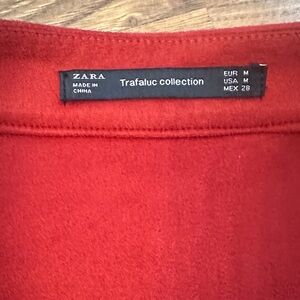 ZARA
MADE IN
CHINA
Trafaluc collection
EUR M
USA M
MEX 28